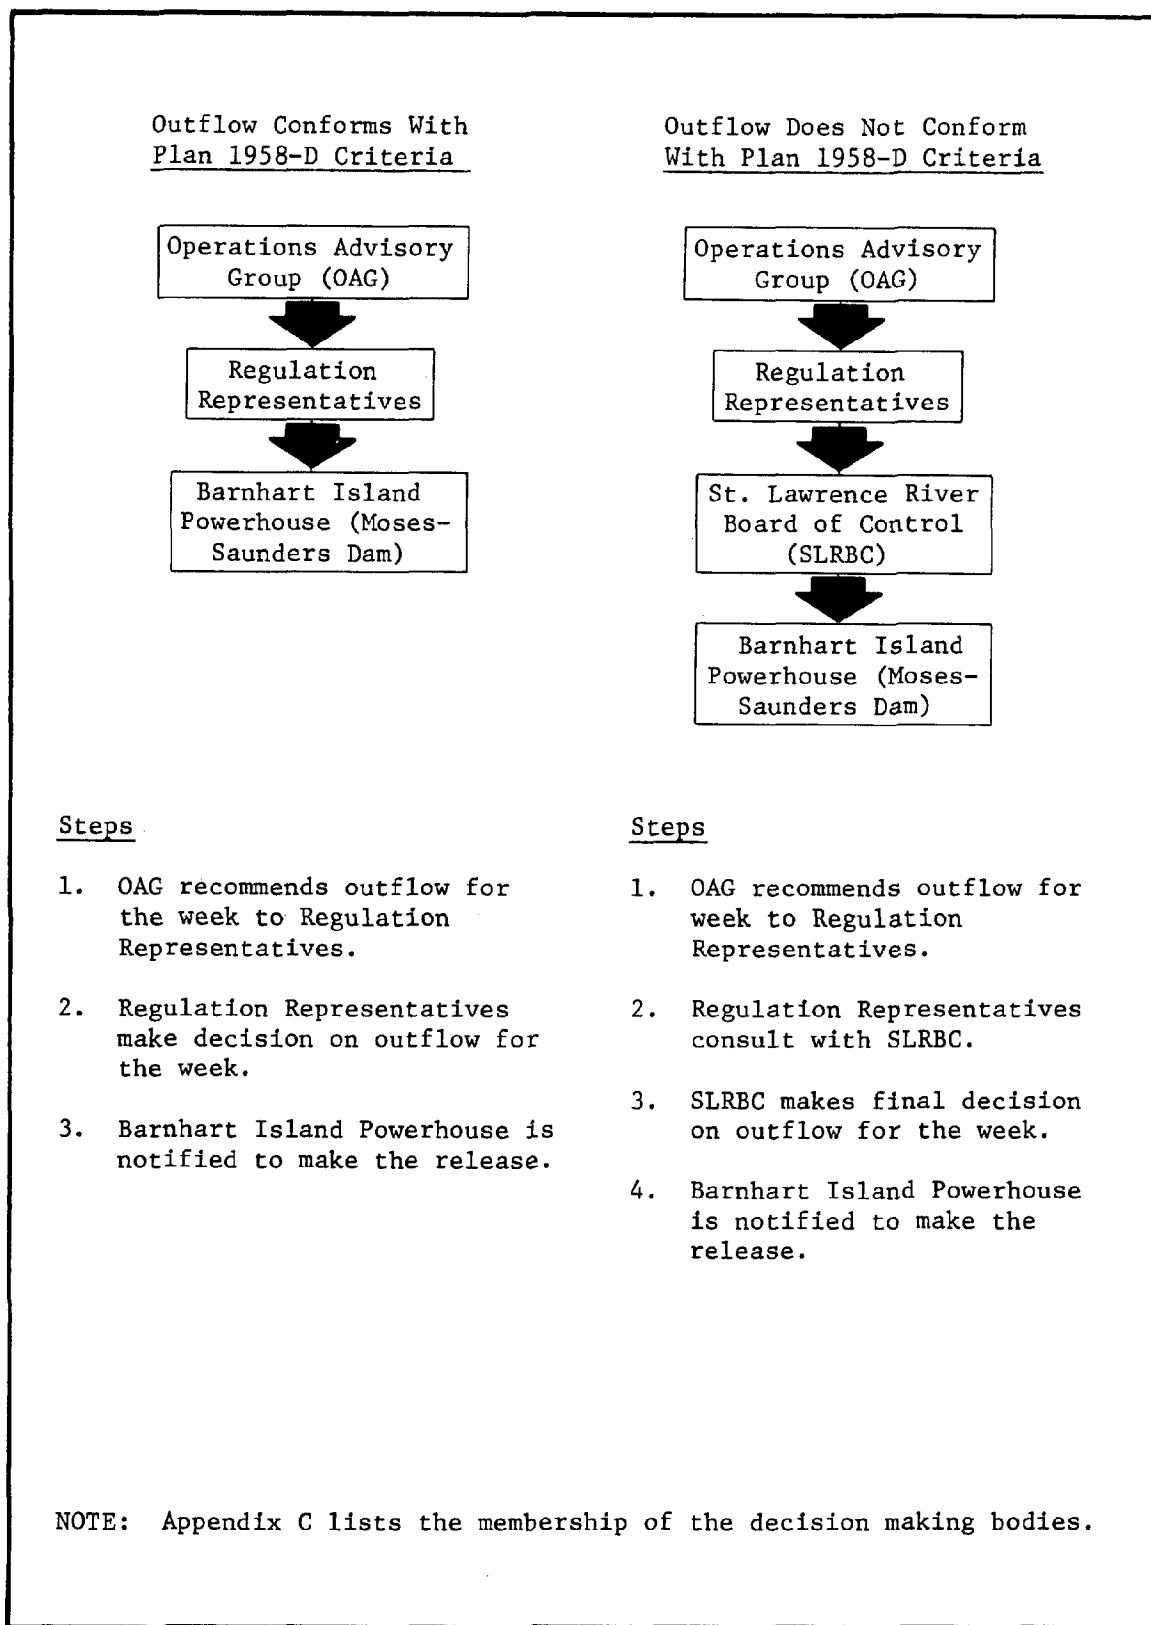 Outflow Conforms With
Plan 1958-D Criteria
Operations Advisory
Group (OAG)
Regulation
Representatives
Barnhart Island
Powerhouse (Moses-
Saunders Dam)
Outflow Does Not Conform
With Plan 1958-D Criteria
Operations Advisory
Group (OAG)
Regulation
Representatives
St. Lawrence River
Board of Control
(SLRBC)
Barnhart Island
Powerhouse (Moses-
Saunders Dam)
Steps
1. OAG recommends outflow for
the week to Regulation
Representatives.
2. Regulation Representatives
make decision on outflow for
the week.
3. Barnhart Island Powerhouse is
notified to make the release.
Steps
1. OAG recommends outflow for
week to Regulation
Representatives.
2. Regulation Representatives
consult with SLRBC.
3. SLRBC makes final decision
on outflow for the week.
4. Barnhart Island Powerhouse
is notified to make the
release.
NOTE: Appendix C lists the membership of the decision making bodies.